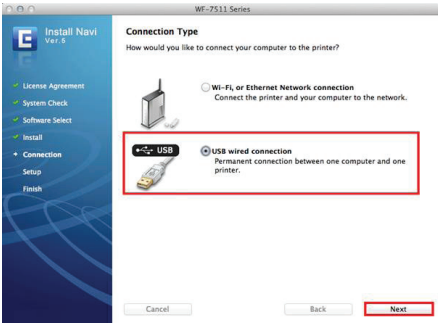 WF-7511 Series
Install Navi
Ver.6
License Agreement
System Check
Software Select
Install
Connection
Setup
Finish
Connection Type
How would you like to connect your computer to the printer?
Wi-Fi, or Ethernet Network connection
Connect the printer and your computer to the network.
USB
USB wired connection
Permanent connection between one computer and one
printer.
Cancel
Back
Next